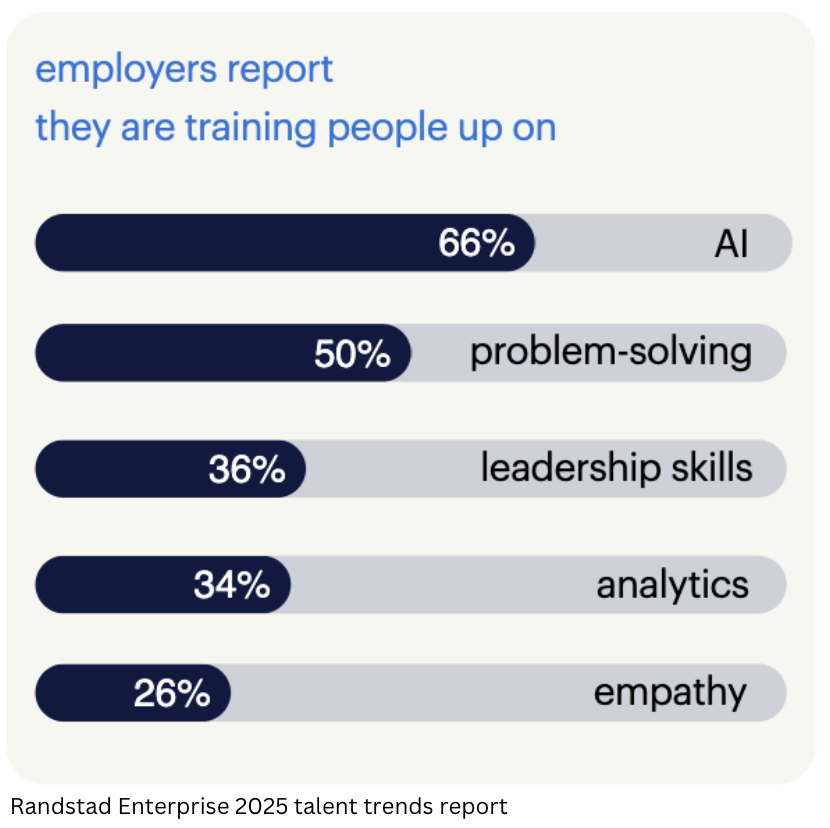 employers report
they are training people up on
66% AI
50% problem-solving
36% leadership skills
34% analytics
26% empathy
Randstad Enterprise 2025 talent trends report